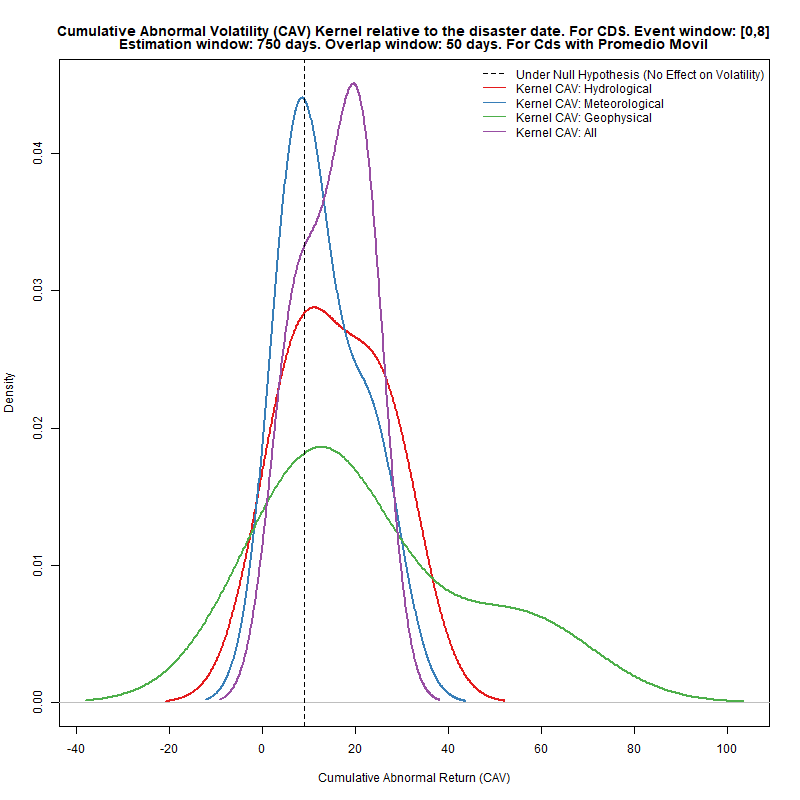 Cumulative Abnormal Volatility (CAV) Kernel relative to the disaster date. For CDS. Event window: [0,8]
Estimation window: 750 days. Overlap window: 50 days. For Cds with Promedio Movil
Under Null Hypothesis (No Effect on Volatility)
Kernel CAV: Hydrological
Kernel CAV: Meteorological
Kernel CAV: Geophysical
Kernel CAV: All
Density
0.04
0.03
0.02
0.01
0.00
-40 -20 0 20 40 60 80 100
Cumulative Abnormal Return (CAV)